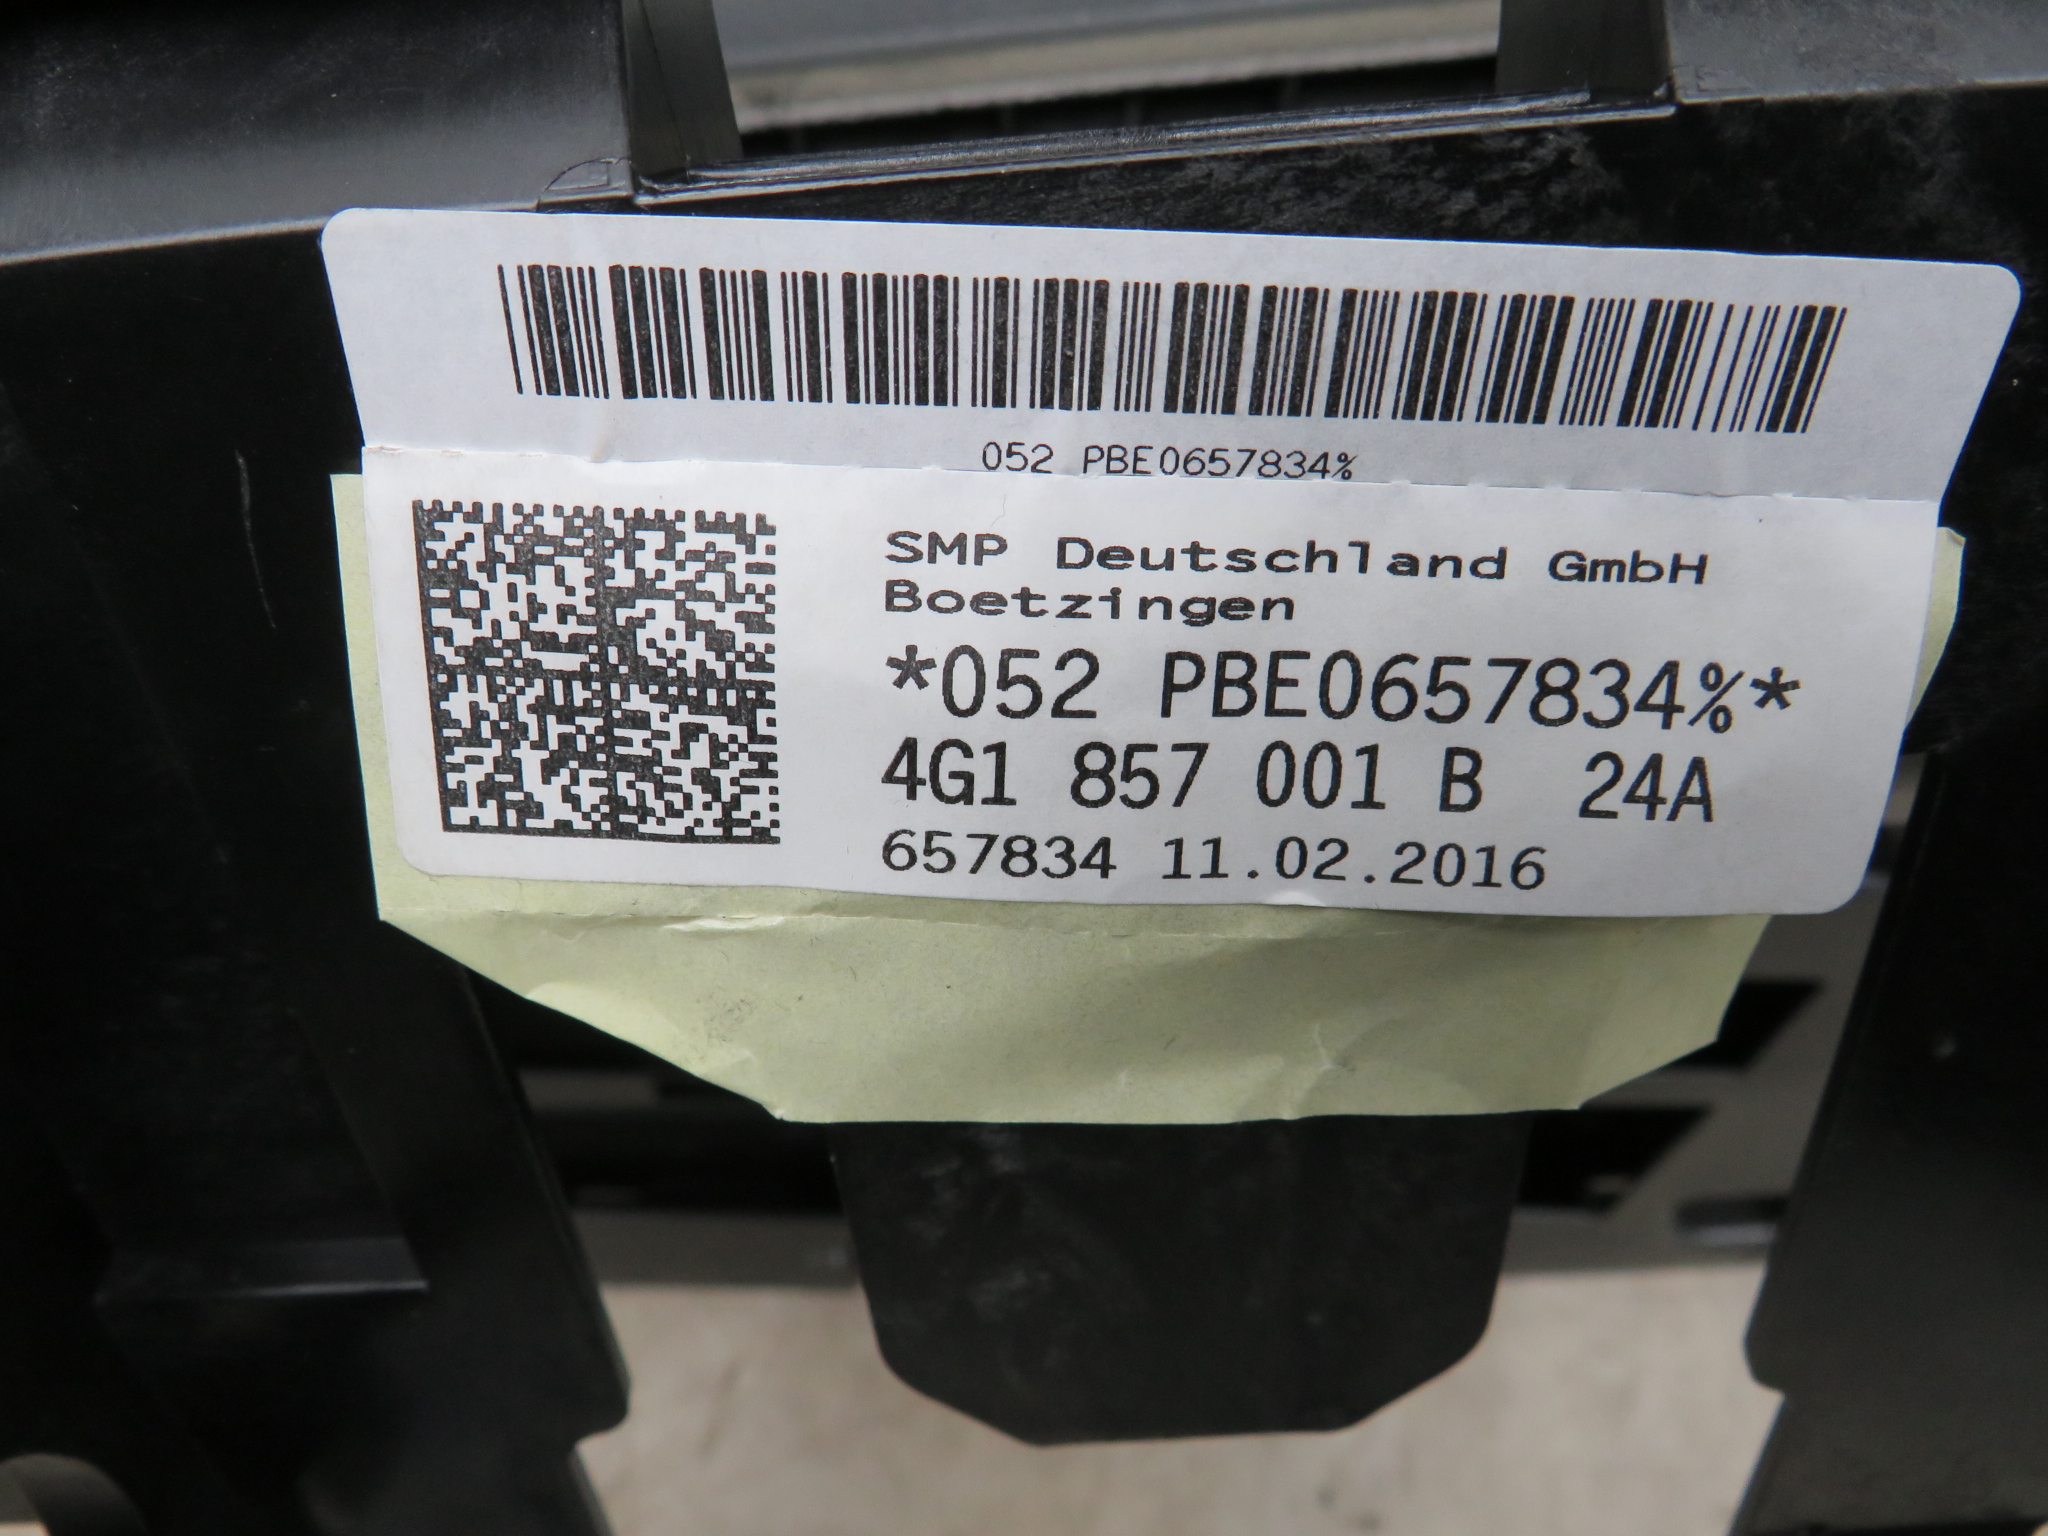 052 PBE0657834%
SMP Deutschland GmbH
Boetzingen
*052 PBE0657834%*
4G1 857 001 B 24A
657834 11.02.2016